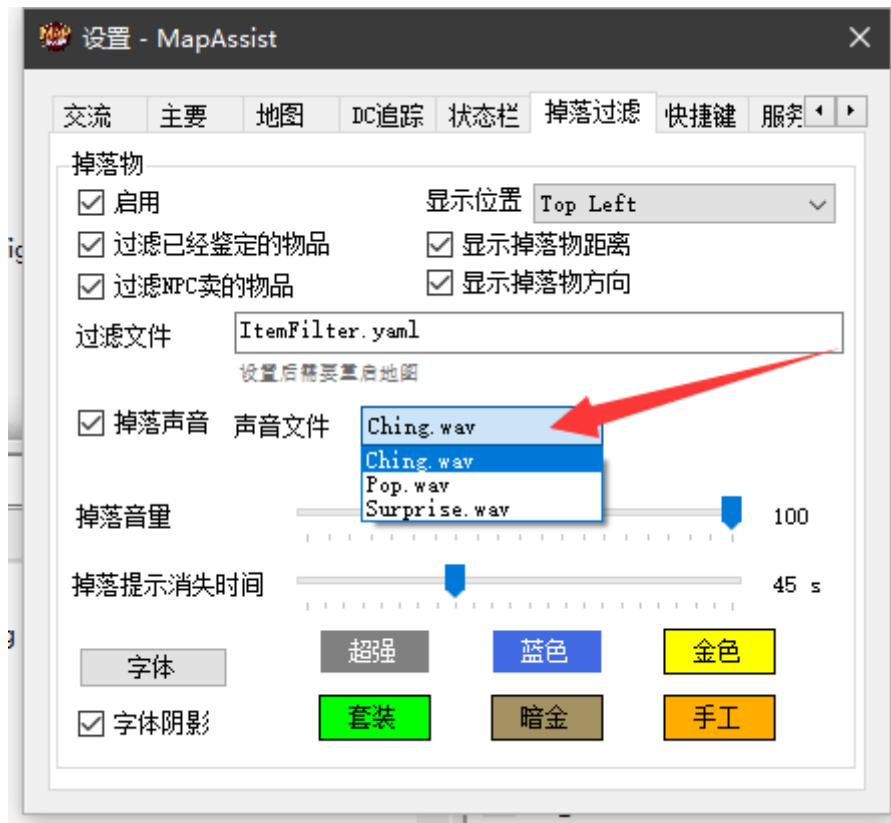 设置 - MapAssist
交流 主要 地图 DC追踪 状态栏 掉落过滤 快捷键 服务
掉落物
启用 显示位置 Top Left
过滤已经鉴定的物品 显示掉落物距离
过滤NPC卖的物品 显示掉落物方向
过滤文件 ItemFilter.yaml
设置后需要重启地图
掉落声音 声音文件 Ching.wav
Ching.wav
Pop.wav
Surprise.wav
掉落音量 100
掉落提示消失时间 45 s
字体 超强 蓝色 金色
字体阴影 套装 暗金 手工